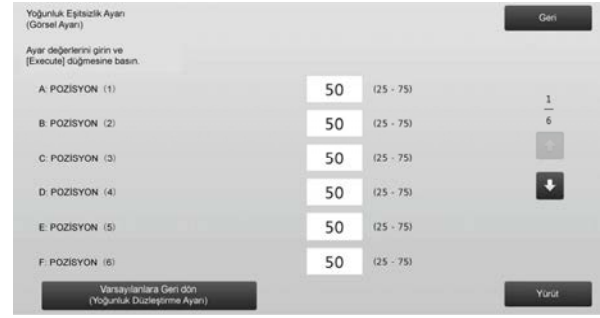 Yoğunluk Eşitsizlik Ayarı
(Görsel Ayarı)
Geri
Ayar değerlerini girin ve
[Execute] düğmesine basın.
A: POZİSYON (1) 50 (25 - 75)
B: POZİSYON (2) 50 (25 - 75)
C: POZİSYON (3) 50 (25 - 75)
D: POZİSYON (4) 50 (25 - 75)
E: POZİSYON (5) 50 (25 - 75)
F: POZİSYON (6) 50 (25 - 75)
1
6
Varsayılanlara Geri dön
(Yoğunluk Düzleştirme Ayarı)
Yürüt